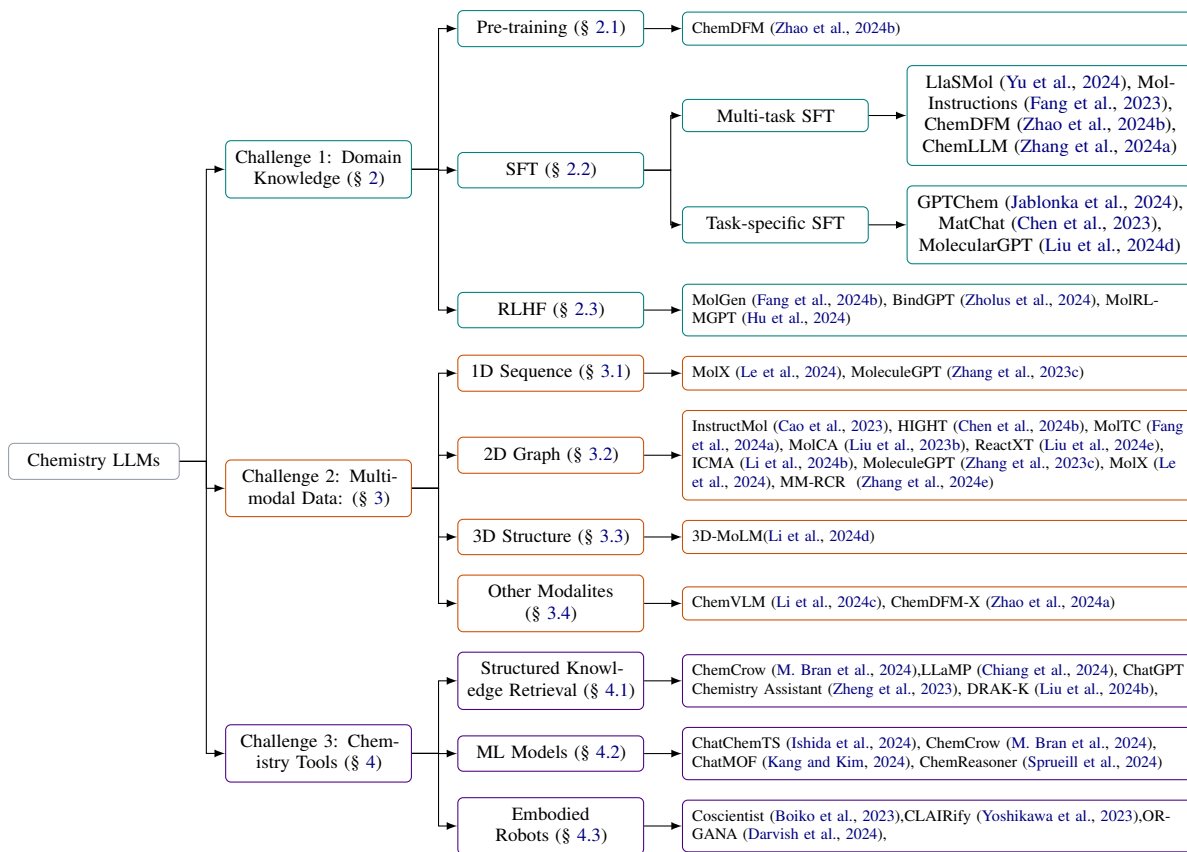 Chemistry LLMs
Challenge 1: Domain
Knowledge (§ 2)
Pre-training (§ 2.1)
ChemDFM (Zhao et al., 2024b)
SFT (§ 2.2)
Multi-task SFT
LlaSMol (Yu et al., 2024), Mol-
Instructions (Fang et al., 2023),
ChemDFM (Zhao et al., 2024b),
ChemLLM (Zhang et al., 2024a)
Task-specific SFT
GPTChem (Jablonka et al., 2024),
MatChat (Chen et al., 2023),
MolecularGPT (Liu et al., 2024d)
RLHF (§ 2.3)
MolGen (Fang et al., 2024b), BindGPT (Zholus et al., 2024), MolRL-
MGPT (Hu et al., 2024)
Challenge 2: Multi-
modal Data: (§ 3)
1D Sequence (§ 3.1)
MolX (Le et al., 2024), MoleculeGPT (Zhang et al., 2023c)
2D Graph (§ 3.2)
InstructMol (Cao et al., 2023), HIGHT (Chen et al., 2024b), MolTC (Fang
et al., 2024a), MolCA (Liu et al., 2023b), ReactXT (Liu et al., 2024e),
ICMA (Li et al., 2024b), MoleculeGPT (Zhang et al., 2023c), MolX (Le
et al., 2024), MM-RCR (Zhang et al., 2024e)
3D Structure (§ 3.3)
3D-MoLM(Li et al., 2024d)
Other Modalites
(§ 3.4)
ChemVLM (Li et al., 2024c), ChemDFM-X (Zhao et al., 2024a)
Challenge 3: Chem-
istry Tools (§ 4)
Structured Knowl-
edge Retrieval (§ 4.1)
ChemCrow (M. Bran et al., 2024),LLaMP (Chiang et al., 2024), ChatGPT
Chemistry Assistant (Zheng et al., 2023), DRAK-K (Liu et al., 2024b),
ML Models (§ 4.2)
ChatChemTS (Ishida et al., 2024), ChemCrow (M. Bran et al., 2024),
ChatMOF (Kang and Kim, 2024), ChemReasoner (Sprueill et al., 2024)
Embodied
Robots (§ 4.3)
Coscientist (Boiko et al., 2023),CLAIRify (Yoshikawa et al., 2023),OR-
GANA (Darvish et al., 2024),